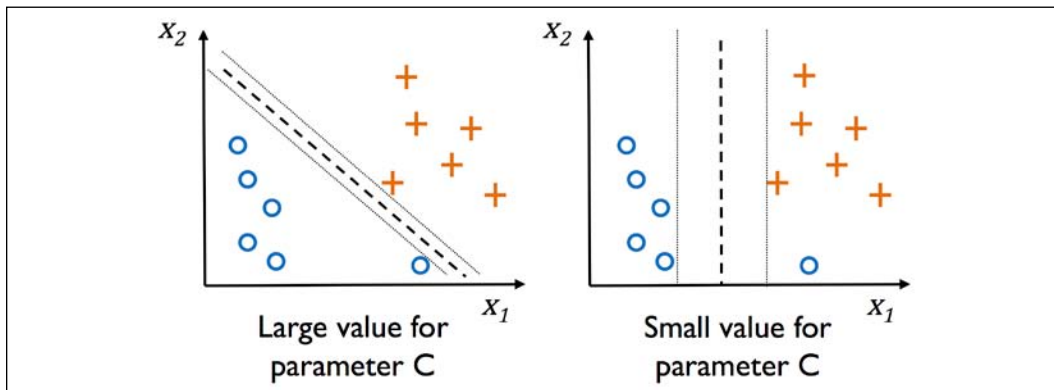 X2
X1
Large value for
parameter C
X2
X1
Small value for
parameter C